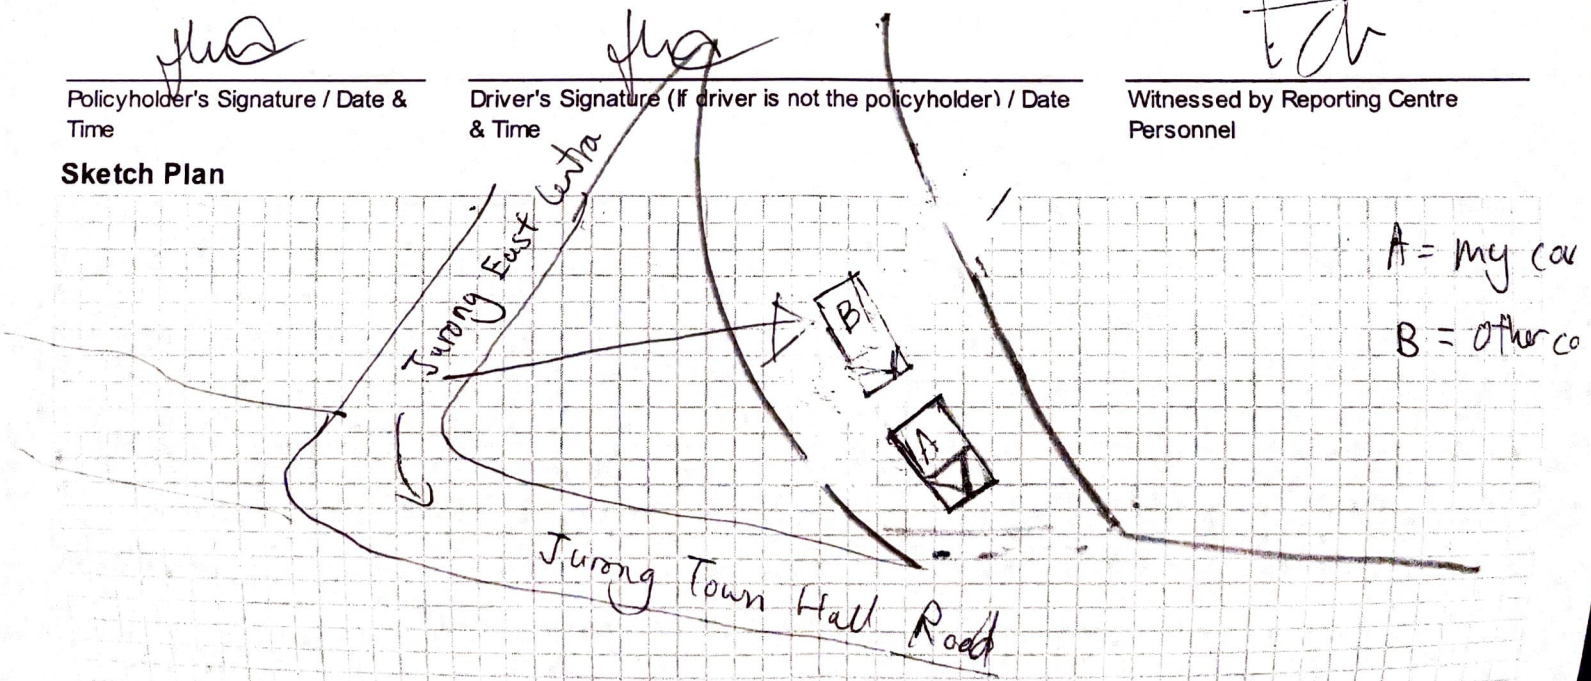 Policyholder's Signature / Date &
Time
Driver's Signature (If driver is not the policyholder) / Date
& Time
Witnessed by Reporting Centre
Personnel
Sketch Plan
Jurong East Centra
A = my car
B = other co
B
A
Jurong Town Hall Road